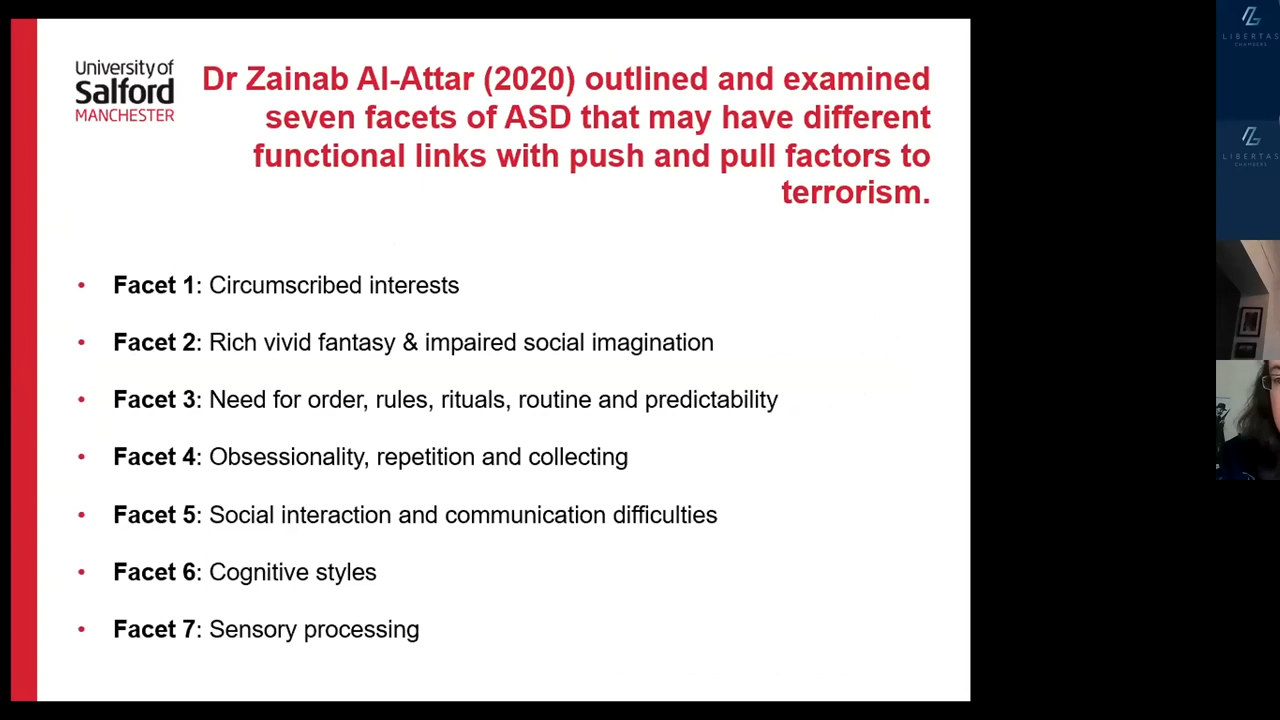 University of
Salford
MANCHESTER
Dr Zainab Al-Attar (2020) outlined and examined
seven facets of ASD that may have different
functional links with push and pull factors to
terrorism.
• Facet 1: Circumscribed interests
• Facet 2: Rich vivid fantasy & impaired social imagination
• Facet 3: Need for order, rules, rituals, routine and predictability
• Facet 4: Obsessionality, repetition and collecting
• Facet 5: Social interaction and communication difficulties
• Facet 6: Cognitive styles
• Facet 7: Sensory processing
LIBERTAS
CHAMBERS
LIBERTAS
CHAMBERS